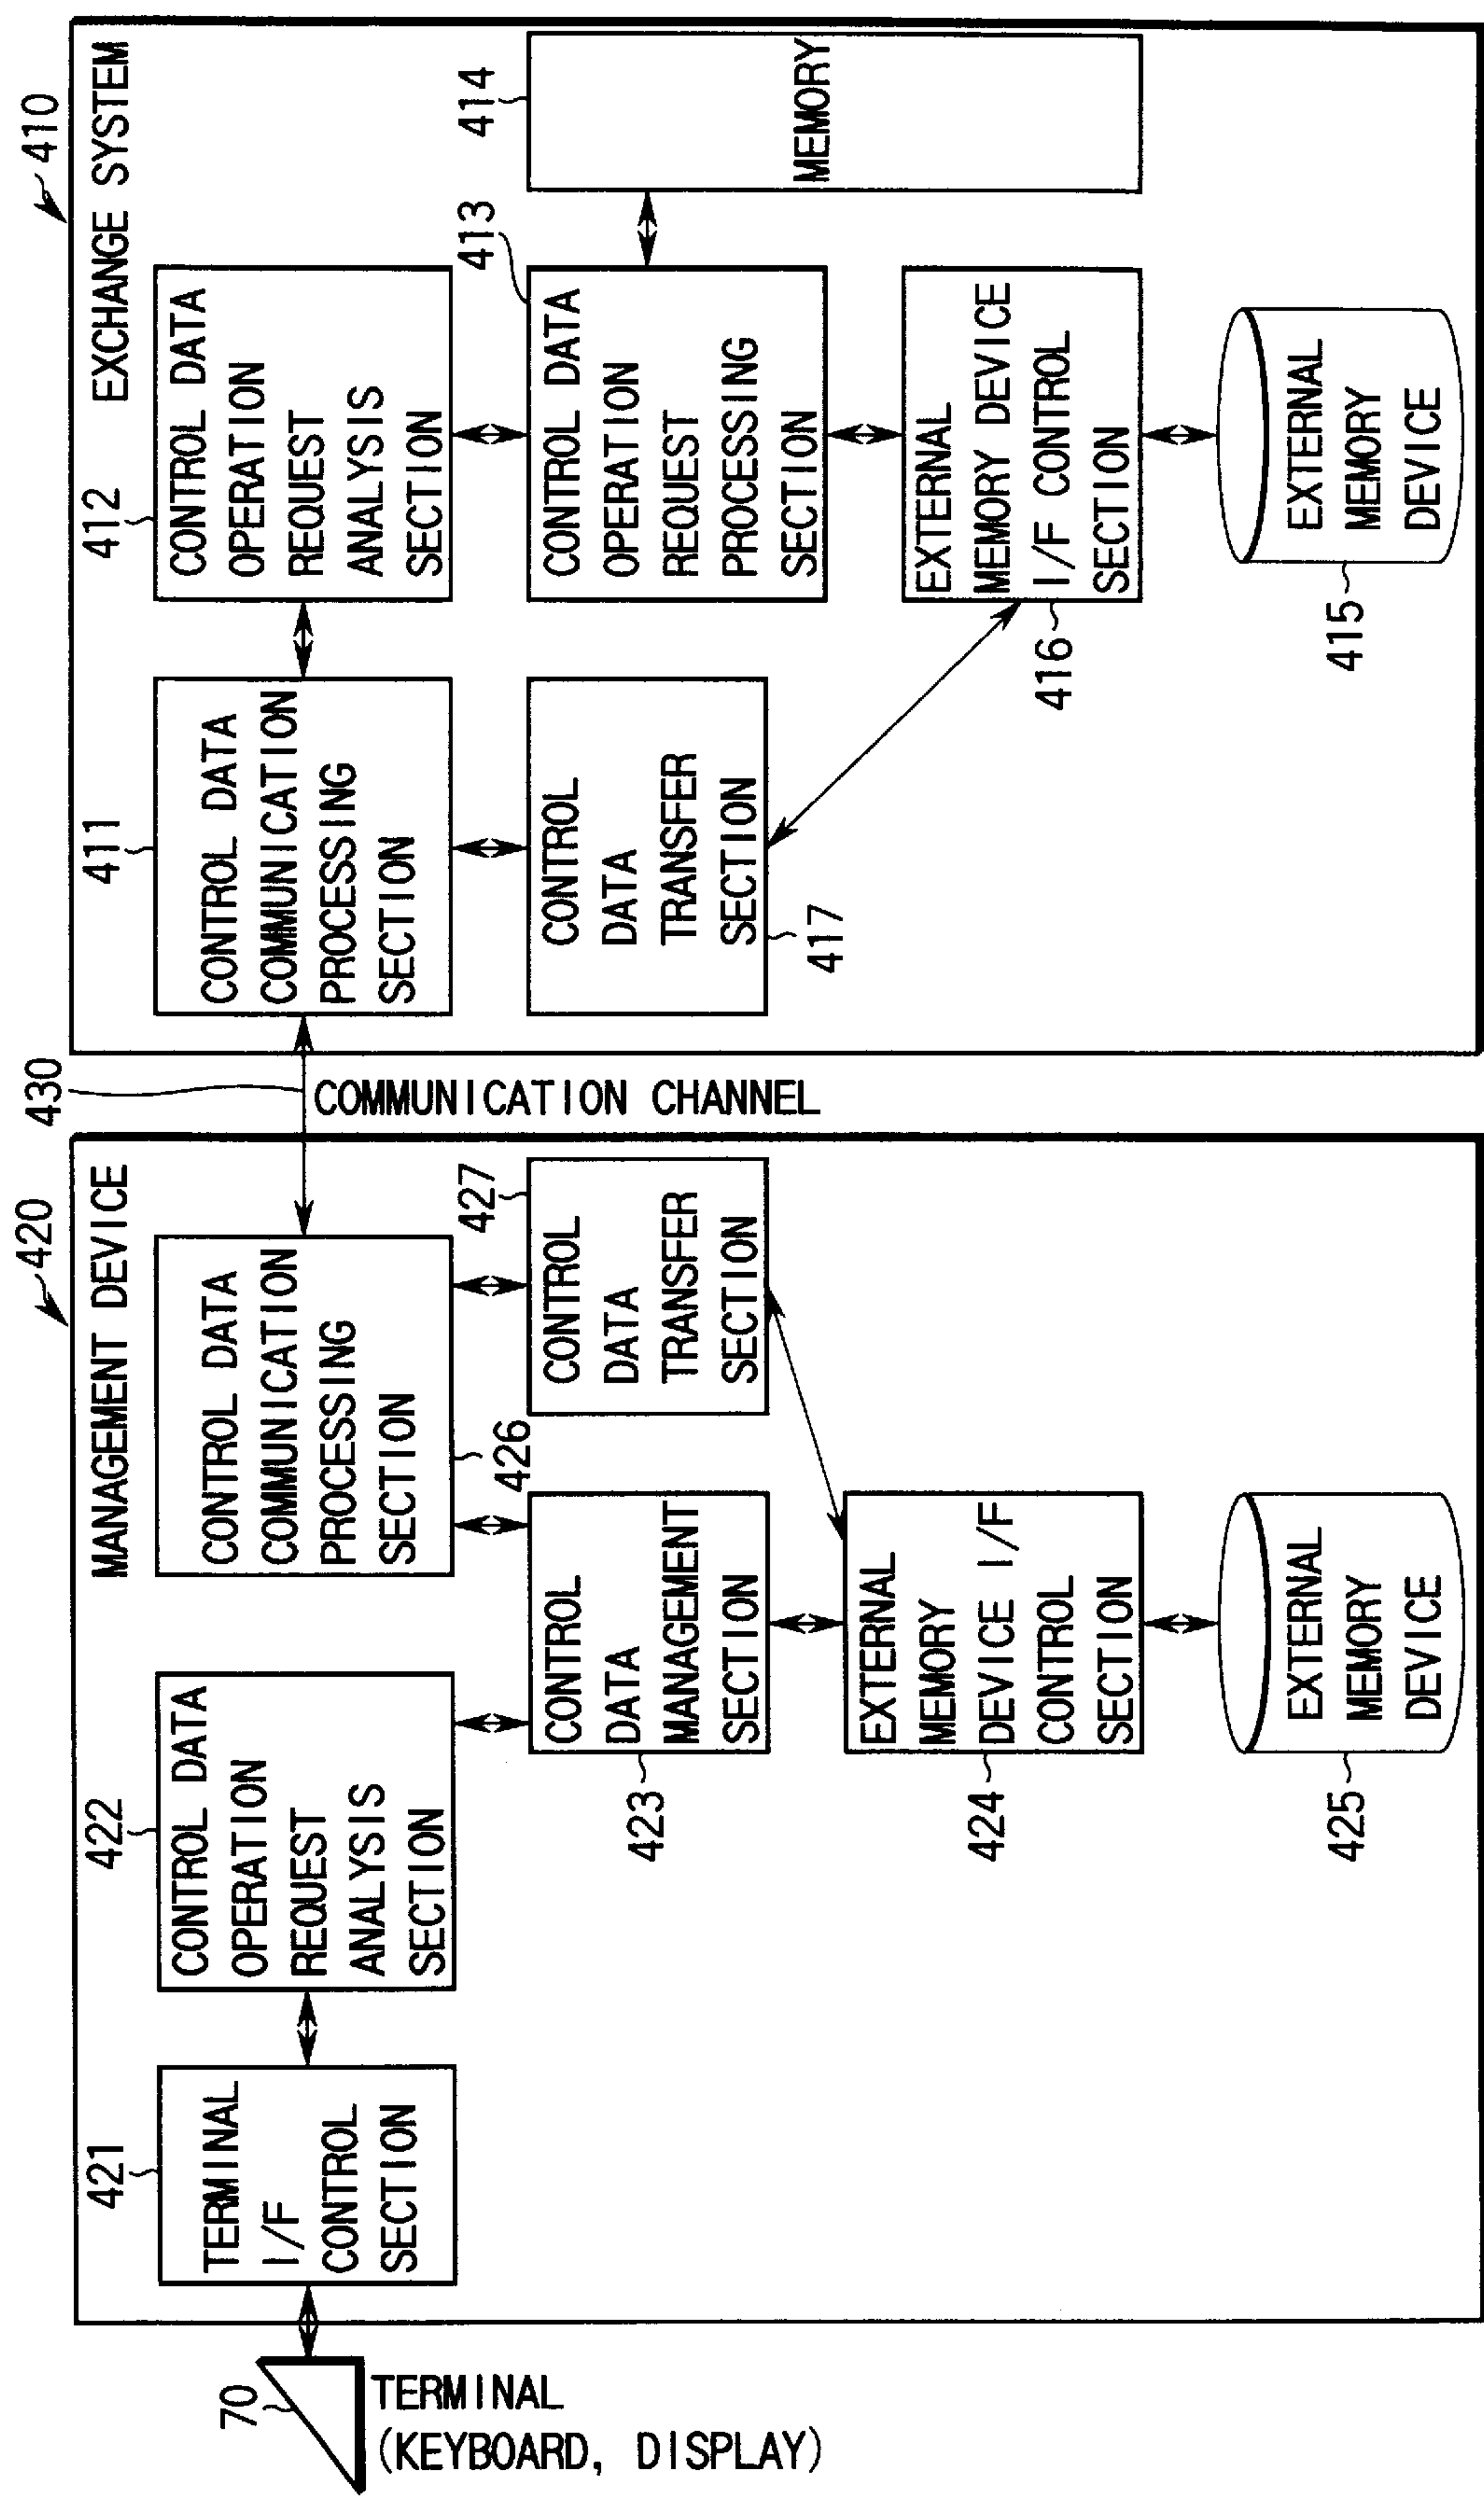 420
MANAGEMENT DEVICE
70
TERMINAL
(KEYBOARD, DISPLAY)
421
TERMINAL
I/F
CONTROL
SECTION
422
CONTROL DATA
OPERATION
REQUEST
ANALYSIS
SECTION
CONTROL DATA
COMMUNICATION
PROCESSING
SECTION
426
CONTROL
DATA
MANAGEMENT
SECTION
423
427
CONTROL
DATA
TRANSFER
SECTION
EXTERNAL
MEMORY
DEVICE I/F
CONTROL
SECTION
424
EXTERNAL
MEMORY
DEVICE
425
430
COMMUNICATION CHANNEL
410
EXCHANGE SYSTEM
411
CONTROL DATA
COMMUNICATION
PROCESSING
SECTION
412
CONTROL DATA
OPERATION
REQUEST
ANALYSIS
SECTION
CONTROL
DATA
TRANSFER
SECTION
417
413
CONTROL DATA
OPERATION
REQUEST
PROCESSING
SECTION
414
MEMORY
EXTERNAL
MEMORY DEVICE
I/F CONTROL
SECTION
416
EXTERNAL
MEMORY
DEVICE
415